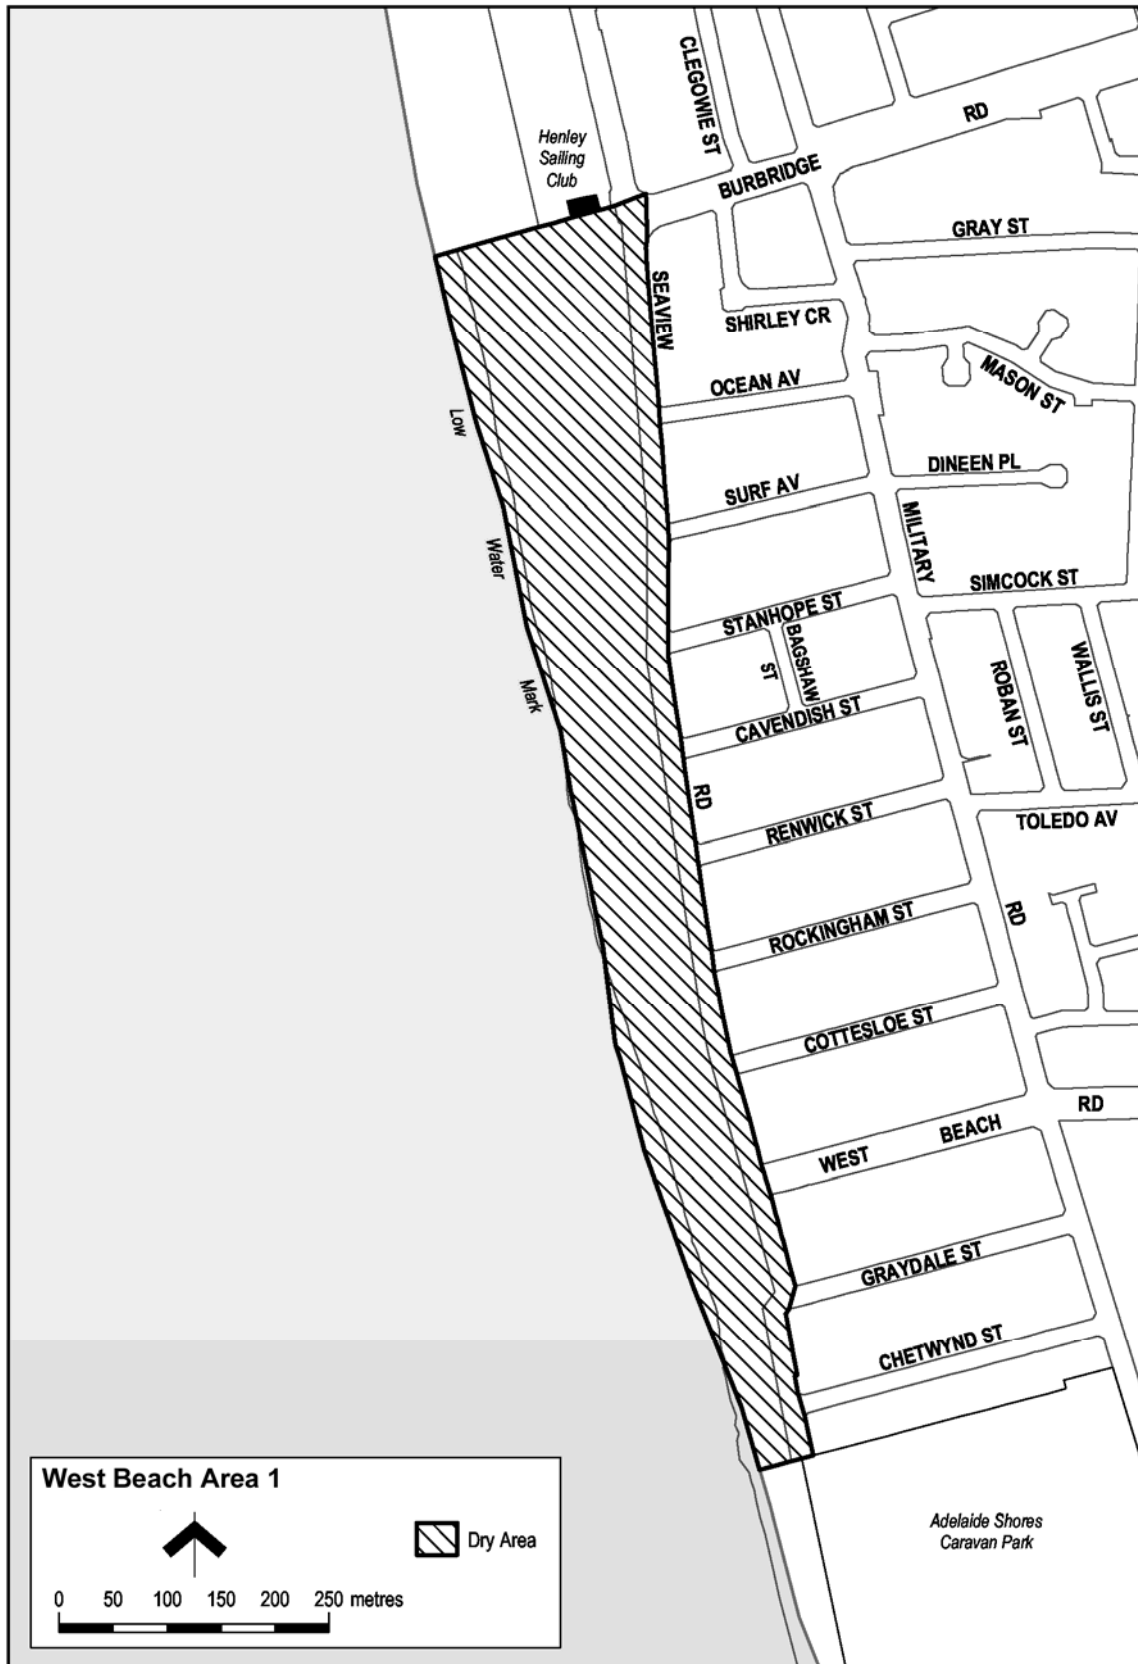 CLEGOWIE ST
RD
Henley
Sailing
Club
BURBRIDGE
GRAY ST
SEAVIEW
SHIRLEY CR
OCEAN AV
MASON ST
Low
DINEEN PL
SURF AV
MILITARY
Water
SIMCOCK ST
STANHOPE ST
BAGSHAW
ST
Mark
ROBAN ST
WALLIS ST
CAVENDISH ST
RD
RENWICK ST
TOLEDO AV
ROCKINGHAM ST
RD
COTTESLOE ST
RD
BEACH
WEST
GRAYDALE ST
CHETWYND ST
West Beach Area 1
Dry Area
0 50 100 150 200 250 metres
Adelaide Shores
Caravan Park